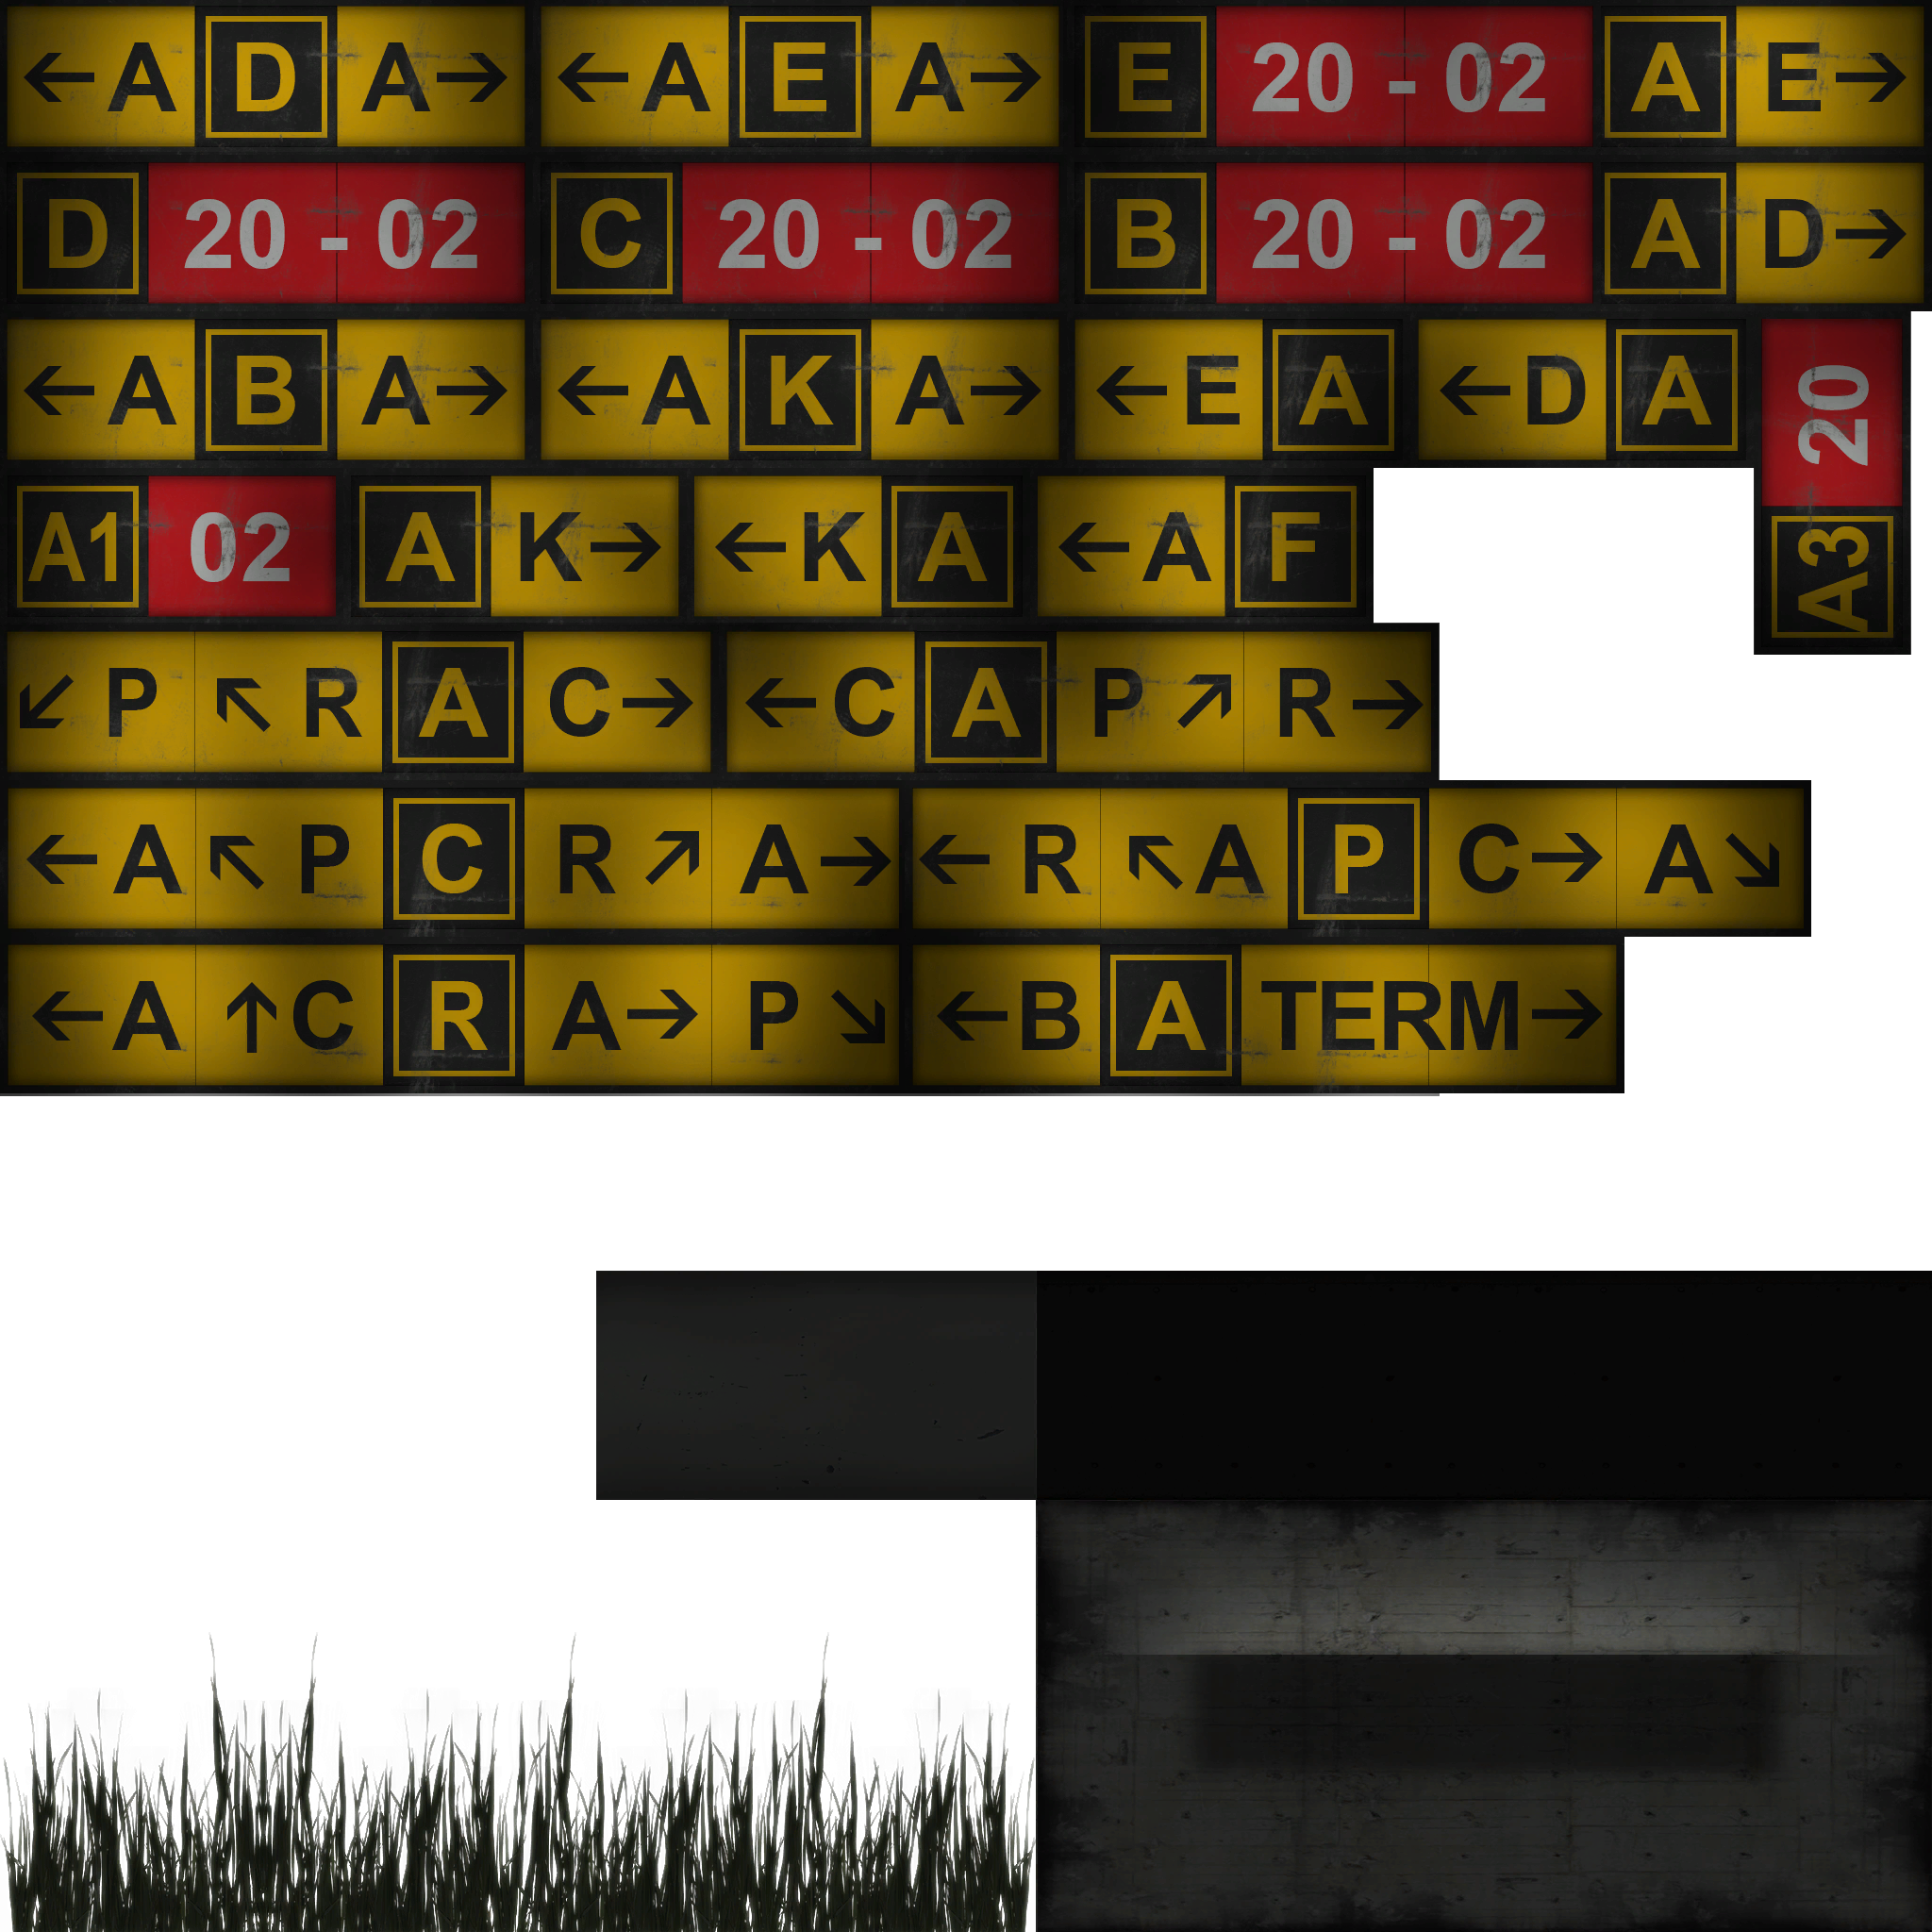 ←A D A→ ←A E A→ E 20 - 02 A E→
D 20 - 02 C 20 - 02 B 20 - 02 A D→
←A B A→ ←A K A→ ←E A ←D A 20
A1 02 A K→ ←K A ←A F A3
↙ P ↖ R A C→ ←C A P ↗ R→
←A ↖ P C R ↗ A→ ← R ↖A P C→ A↘
←A ↑C R A→ P ↘ ←B A TERM→